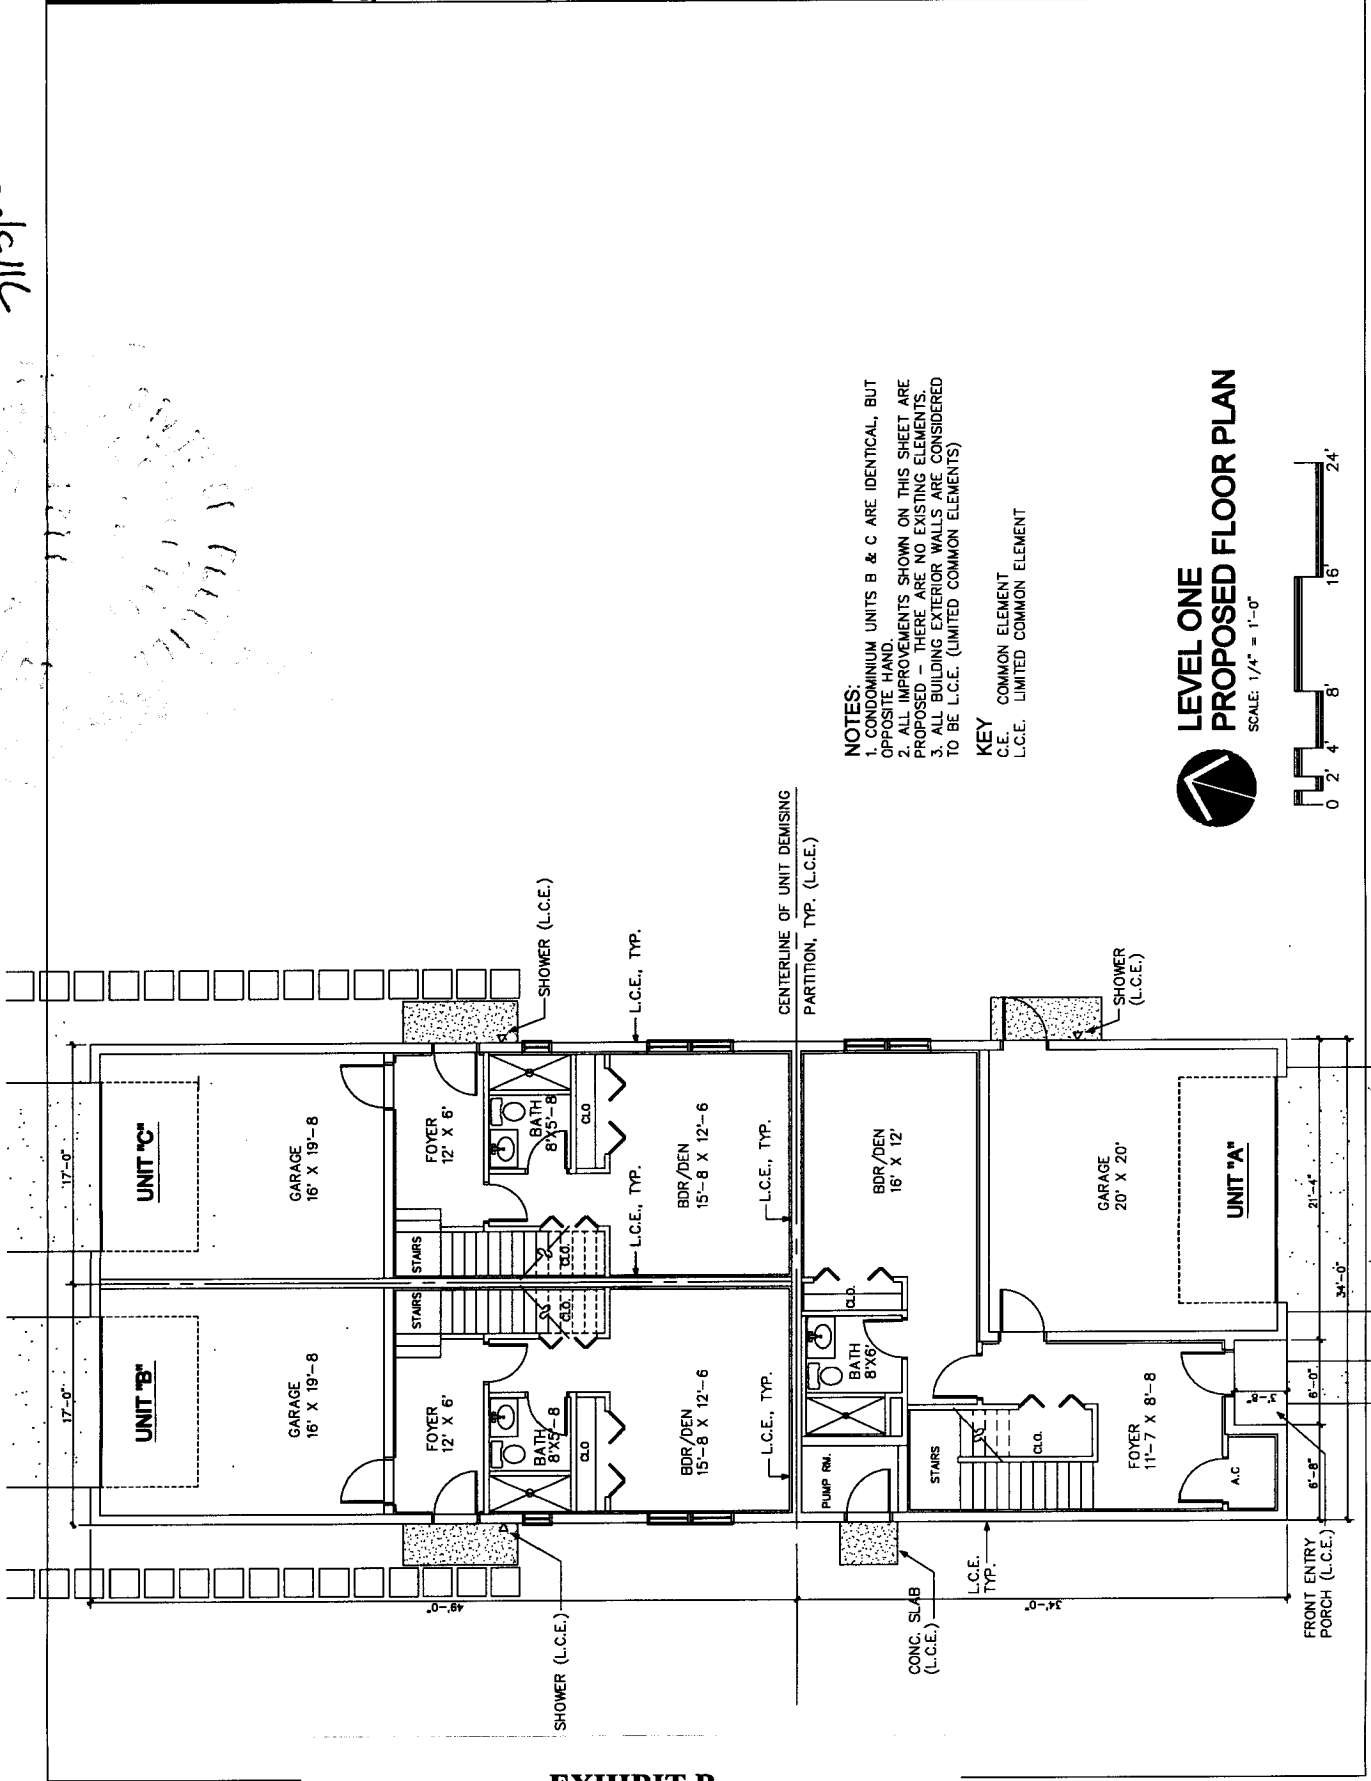 UNIT "C"
GARAGE
16' X 19'-8
FOYER
12' X 6'
STAIRS
BATH
8'X5'-8
CLO
CLO.
BDR/DEN
15'-8 X 12'-6
17'-0"
SHOWER (L.C.E.)
L.C.E., TYP.
L.C.E., TYP.
L.C.E., TYP.
UNIT "B"
GARAGE
16' X 19'-8
FOYER
12' X 6'
STAIRS
BATH
8'X5'-8
CLO
CLO.
BDR/DEN
15'-8 X 12'-6
17'-0"
L.C.E., TYP.
SHOWER (L.C.E.)
49'-0"
CENTERLINE OF UNIT DEMISING
PARTITION, TYP. (L.C.E.)
BDR/DEN
16' X 12'
CLO.
BATH
8'X6'
PUMP RM.
STAIRS
CLO.
FOYER
11'-7 X 8'-8
A.C
GARAGE
20' X 20'
UNIT "A"
SHOWER
(L.C.E.)
CONC. SLAB
(L.C.E.)
L.C.E.
TYP.
34'-0"
FRONT ENTRY
PORCH (L.C.E.)
6'-8"
6'-0"
21'-4"
34'-0"
NOTES:
1. CONDOMINIUM UNITS B & C ARE IDENTICAL, BUT
OPPOSITE HAND.
2. ALL IMPROVEMENTS SHOWN ON THIS SHEET ARE
PROPOSED - THERE ARE NO EXISTING ELEMENTS.
3. ALL BUILDING EXTERIOR WALLS ARE CONSIDERED
TO BE L.C.E. (LIMITED COMMON ELEMENTS)
KEY
C.E. COMMON ELEMENT
L.C.E. LIMITED COMMON ELEMENT
LEVEL ONE
PROPOSED FLOOR PLAN
SCALE: 1/4" = 1'-0"
0 2' 4' 8' 16' 24'
EXHIBIT B